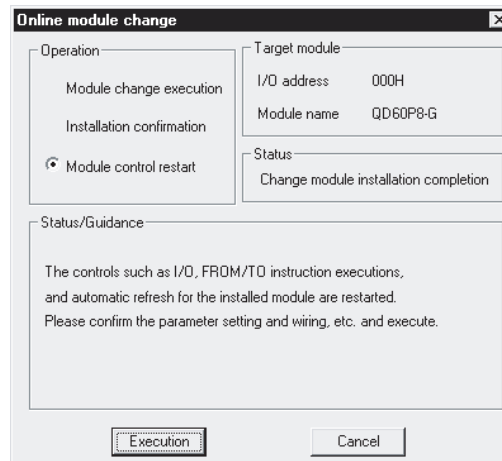 Online module change
Operation
Module change execution
Installation confirmation
Module control restart
Target module
I/O address 000H
Module name QD60P8-G
Status
Change module installation completion
Status/Guidance
The controls such as I/O, FROM/TO instruction executions,
and automatic refresh for the installed module are restarted.
Please confirm the parameter setting and wiring, etc. and execute.
Execution Cancel